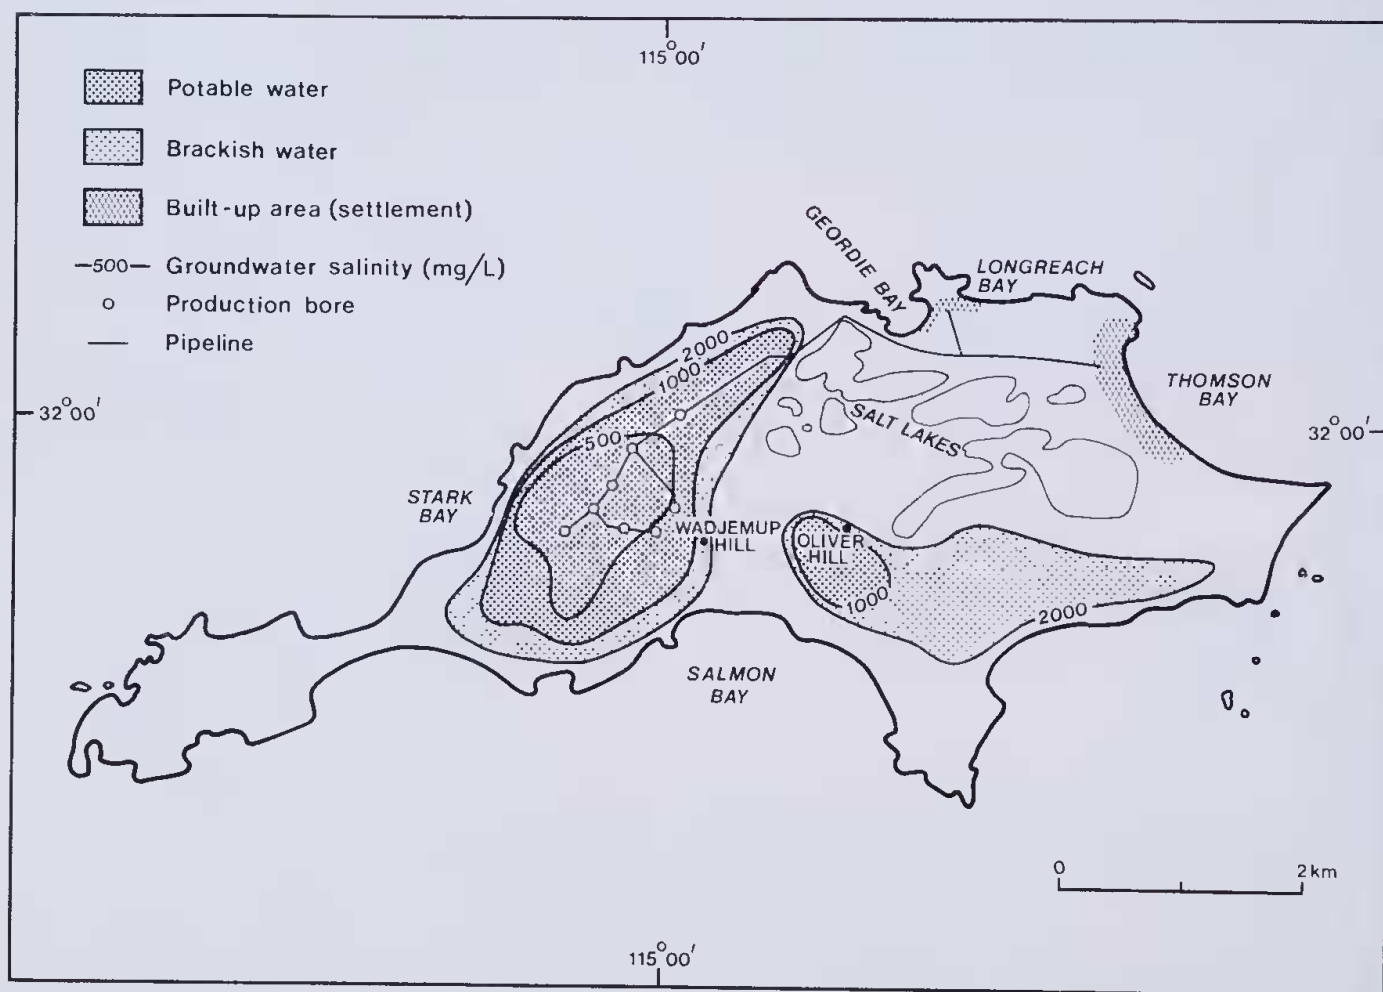 115°00'
Potable water
Brackish water
Built-up area (settlement)
—500— Groundwater salinity (mg/L)
Production bore
Pipeline
GEORDIE BAY
LONGREACH
BAY
2000
1000
THOMSON
BAY
32°00'
SALT LAKES
32°00'
500
STARK
BAY
WADJEMUP
HILL
OLIVER
HILL
1000
2000
SALMON
BAY
0
2 km
115°00'